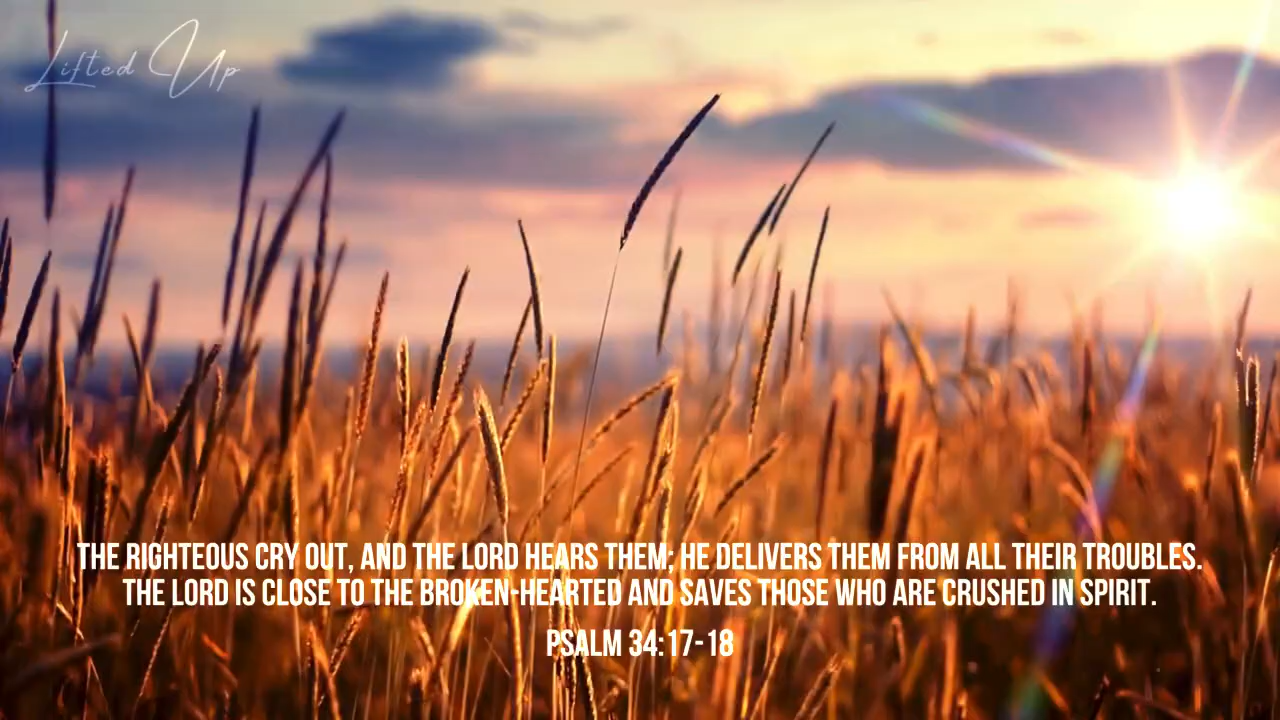 Lifted Up
THE RIGHTEOUS CRY OUT, AND THE LORD HEARS THEM; HE DELIVERS THEM FROM ALL THEIR TROUBLES.
THE LORD IS CLOSE TO THE BROKEN-HEARTED AND SAVES THOSE WHO ARE CRUSHED IN SPIRIT.
PSALM 34:17-18